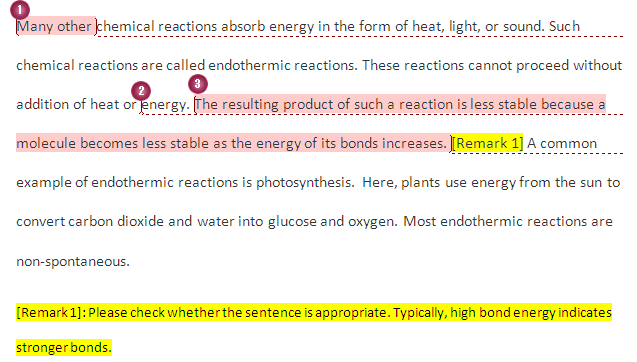 1
Many other chemical reactions absorb energy in the form of heat, light, or sound. Such
chemical reactions are called endothermic reactions. These reactions cannot proceed without
2 3
addition of heat or energy. The resulting product of such a reaction is less stable because a
molecule becomes less stable as the energy of its bonds increases. [Remark 1] A common
example of endothermic reactions is photosynthesis. Here, plants use energy from the sun to
convert carbon dioxide and water into glucose and oxygen. Most endothermic reactions are
non-spontaneous.
[Remark 1]: Please check whether the sentence is appropriate. Typically, high bond energy indicates
stronger bonds.